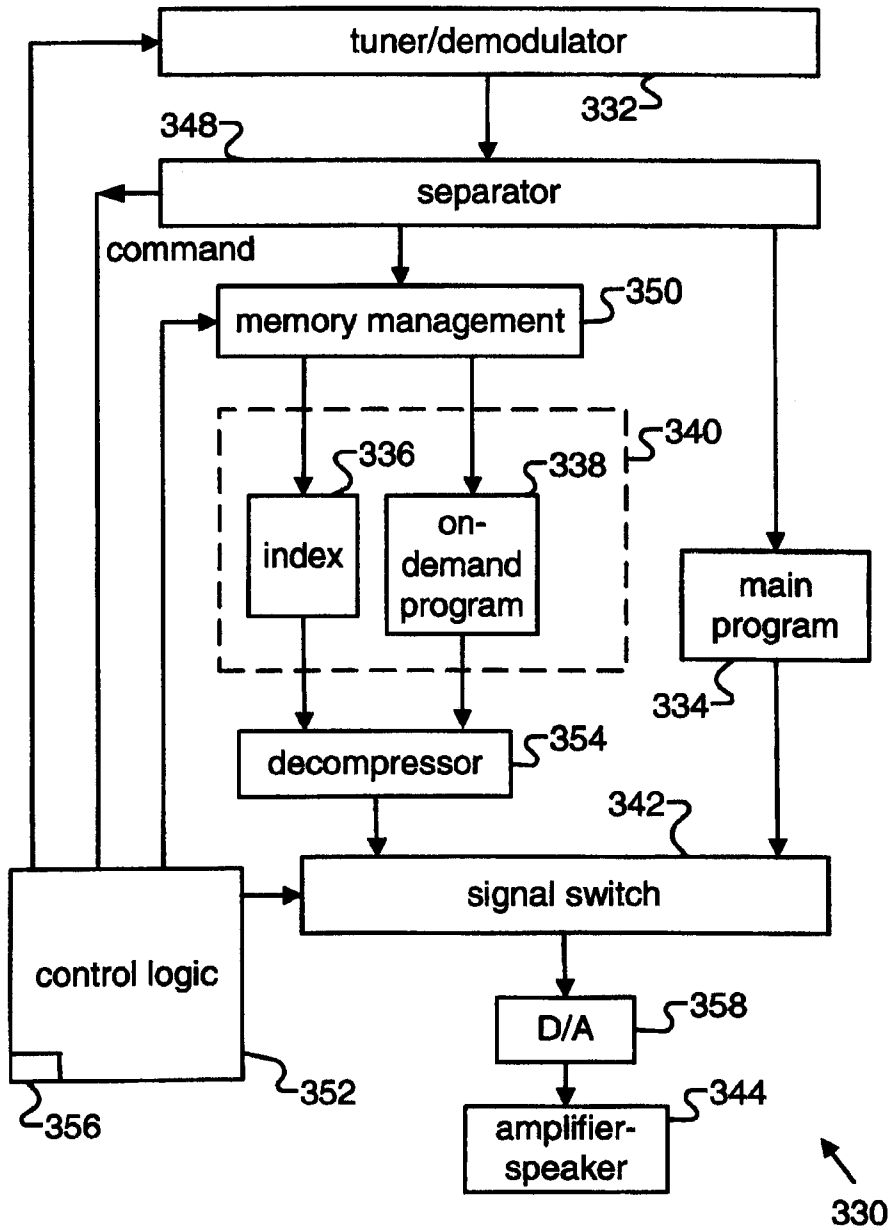 tuner/demodulator
332
348
separator
command
350
memory management
340
336
338
index
on-
demand
program
main
program
334
decompressor
354
342
signal switch
control logic
D/A
358
352
356
344
amplifier-
speaker
330